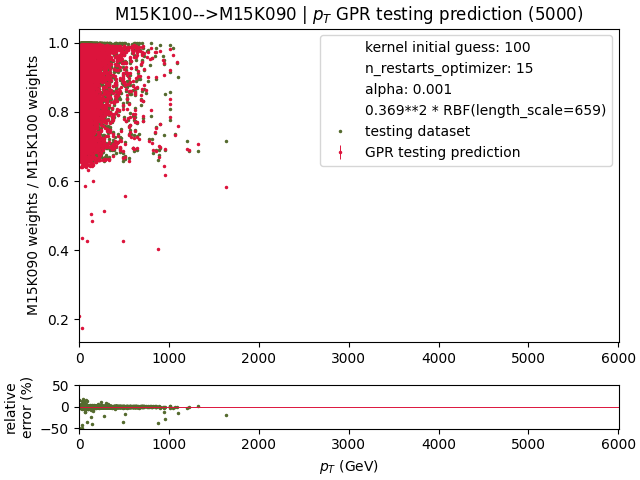 M15K100-->M15K090 | p_T GPR testing prediction (5000)
M15K090 weights / M15K100 weights
1.0
0.8
0.6
0.4
0.2
kernel initial guess: 100
n_restarts_optimizer: 15
alpha: 0.001
0.369**2 * RBF(length_scale=659)
testing dataset
GPR testing prediction
0 1000 2000 3000 4000 5000 6000
relative
error (%)
50
0
−50
0 1000 2000 3000 4000 5000 6000
p_T (GeV)